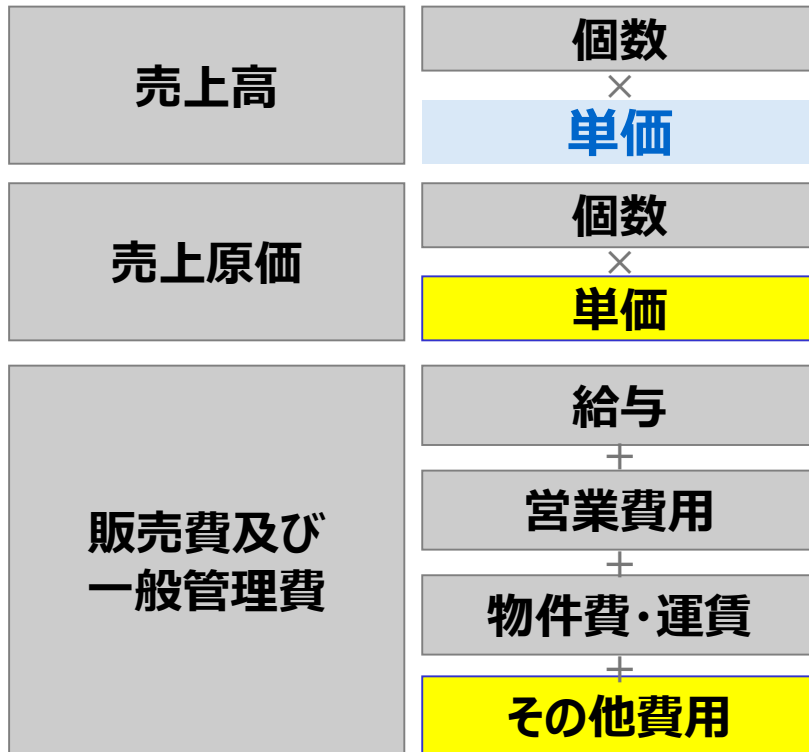 売上高
個数
×
単価
売上原価
個数
×
単価
販売費及び
一般管理費
給与
+
営業費用
+
物件費・運賃
+
その他費用